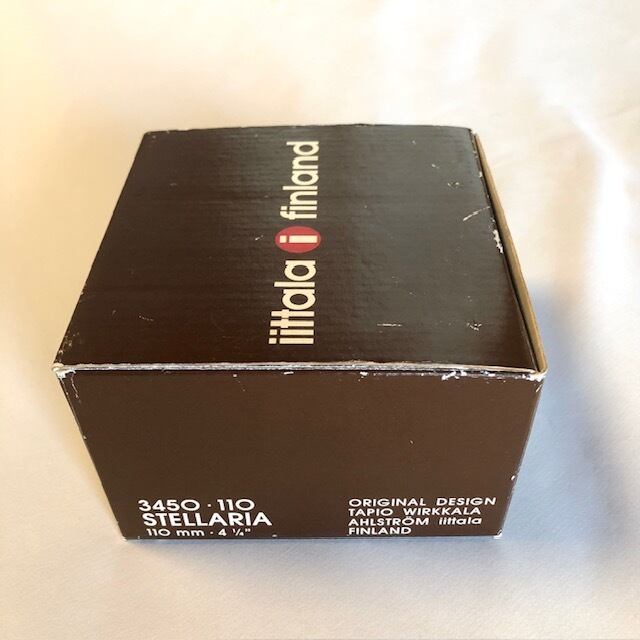 iittala i finland
3450 · 110
STELLARIA
110 mm · 4 ¼"
ORIGINAL DESIGN
TAPIO WIRKKALA
AHLSTRÖM iittala
FINLAND